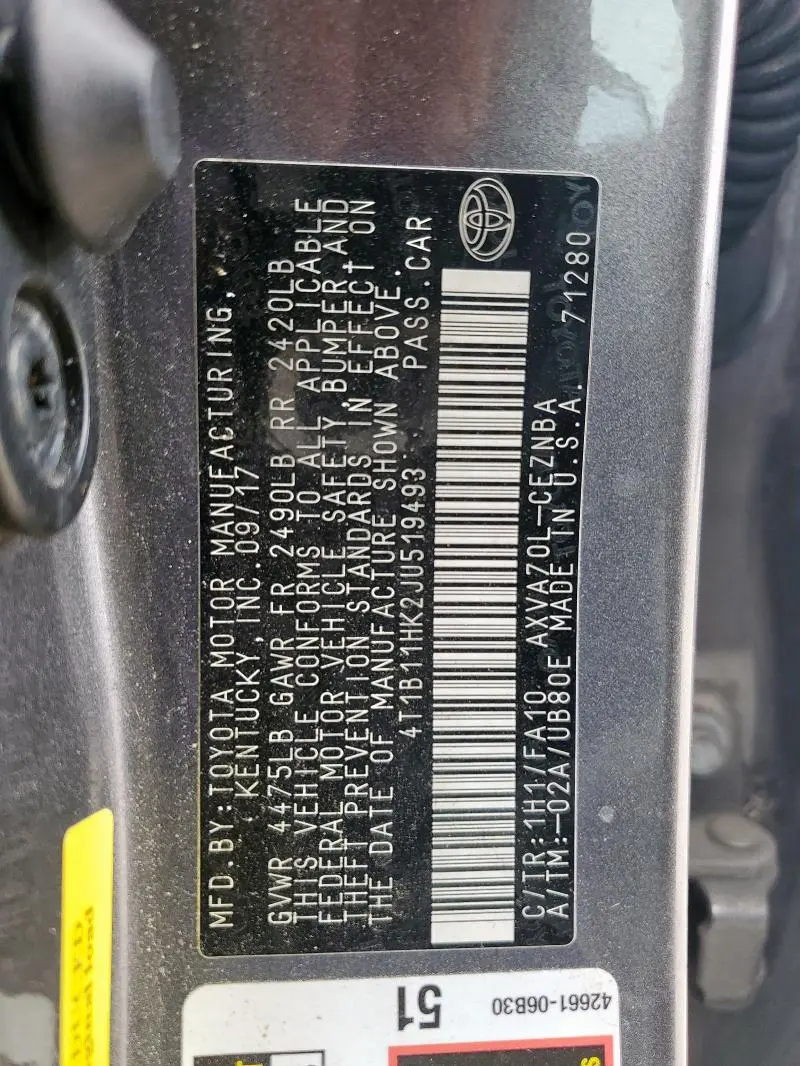 MFD.BY:TOYOTA MOTOR MANUFACTURING,
KENTUCKY,INC.09/17
GVWR 4475LB GAWR FR 2490LB RR 2420LB
THIS VEHICLE CONFORMS TO ALL APPLICABLE
FEDERAL MOTOR VEHICLE SAFETY,BUMPER AND
THEFT PREVENTION STANDARDS IN EFFECT ON
THE DATE OF MANUFACTURE SHOWN ABOVE.
4T1B11HK2JU519493 PASS.CAR
C/TR:1H1/FA10 AXVA70L-CEZNBA
A/TM:-02A/UB80E MADE IN U.S.A. 71280
51
42661-06B30